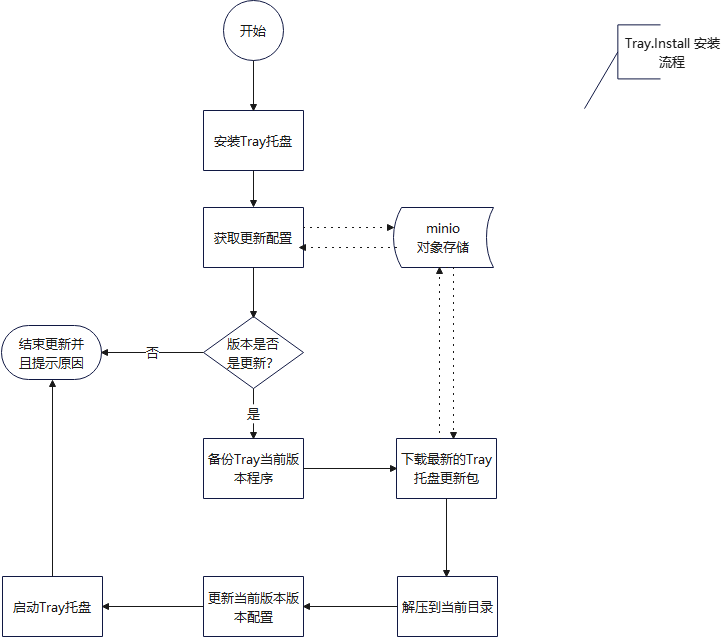 开始
Tray.Install 安装
流程
安装Tray托盘
获取更新配置
minio
对象存储
版本是否
是更新?
否
结束更新并
且提示原因
是
备份Tray当前版
本程序
下载最新的Tray
托盘更新包
启动Tray托盘
更新当前版本版
本配置
解压到当前目录